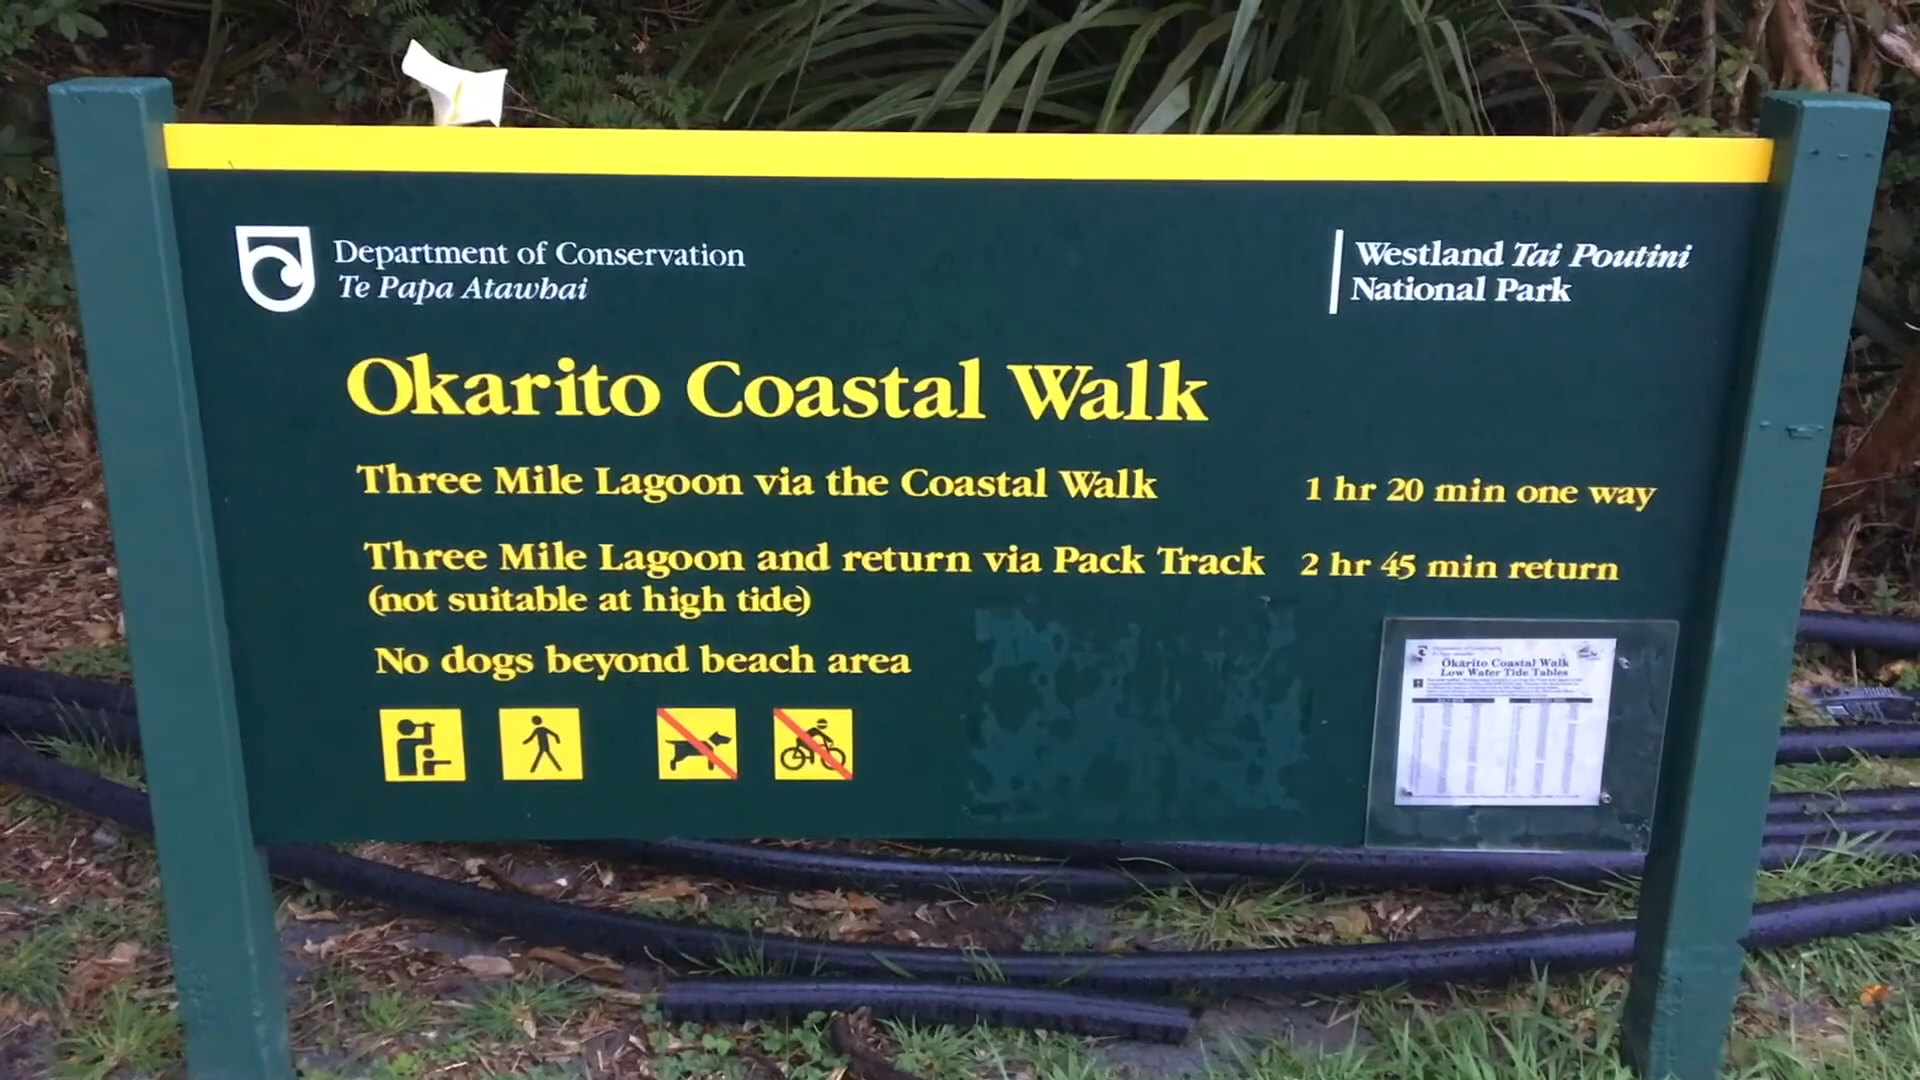 Department of Conservation
Te Papa Atawhai
Westland Tai Poutini
National Park
Okarito Coastal Walk
Three Mile Lagoon via the Coastal Walk 1 hr 20 min one way
Three Mile Lagoon and return via Pack Track 2 hr 45 min return
(not suitable at high tide)
No dogs beyond beach area
Okarito Coastal Walk
Low Water Tide Tables